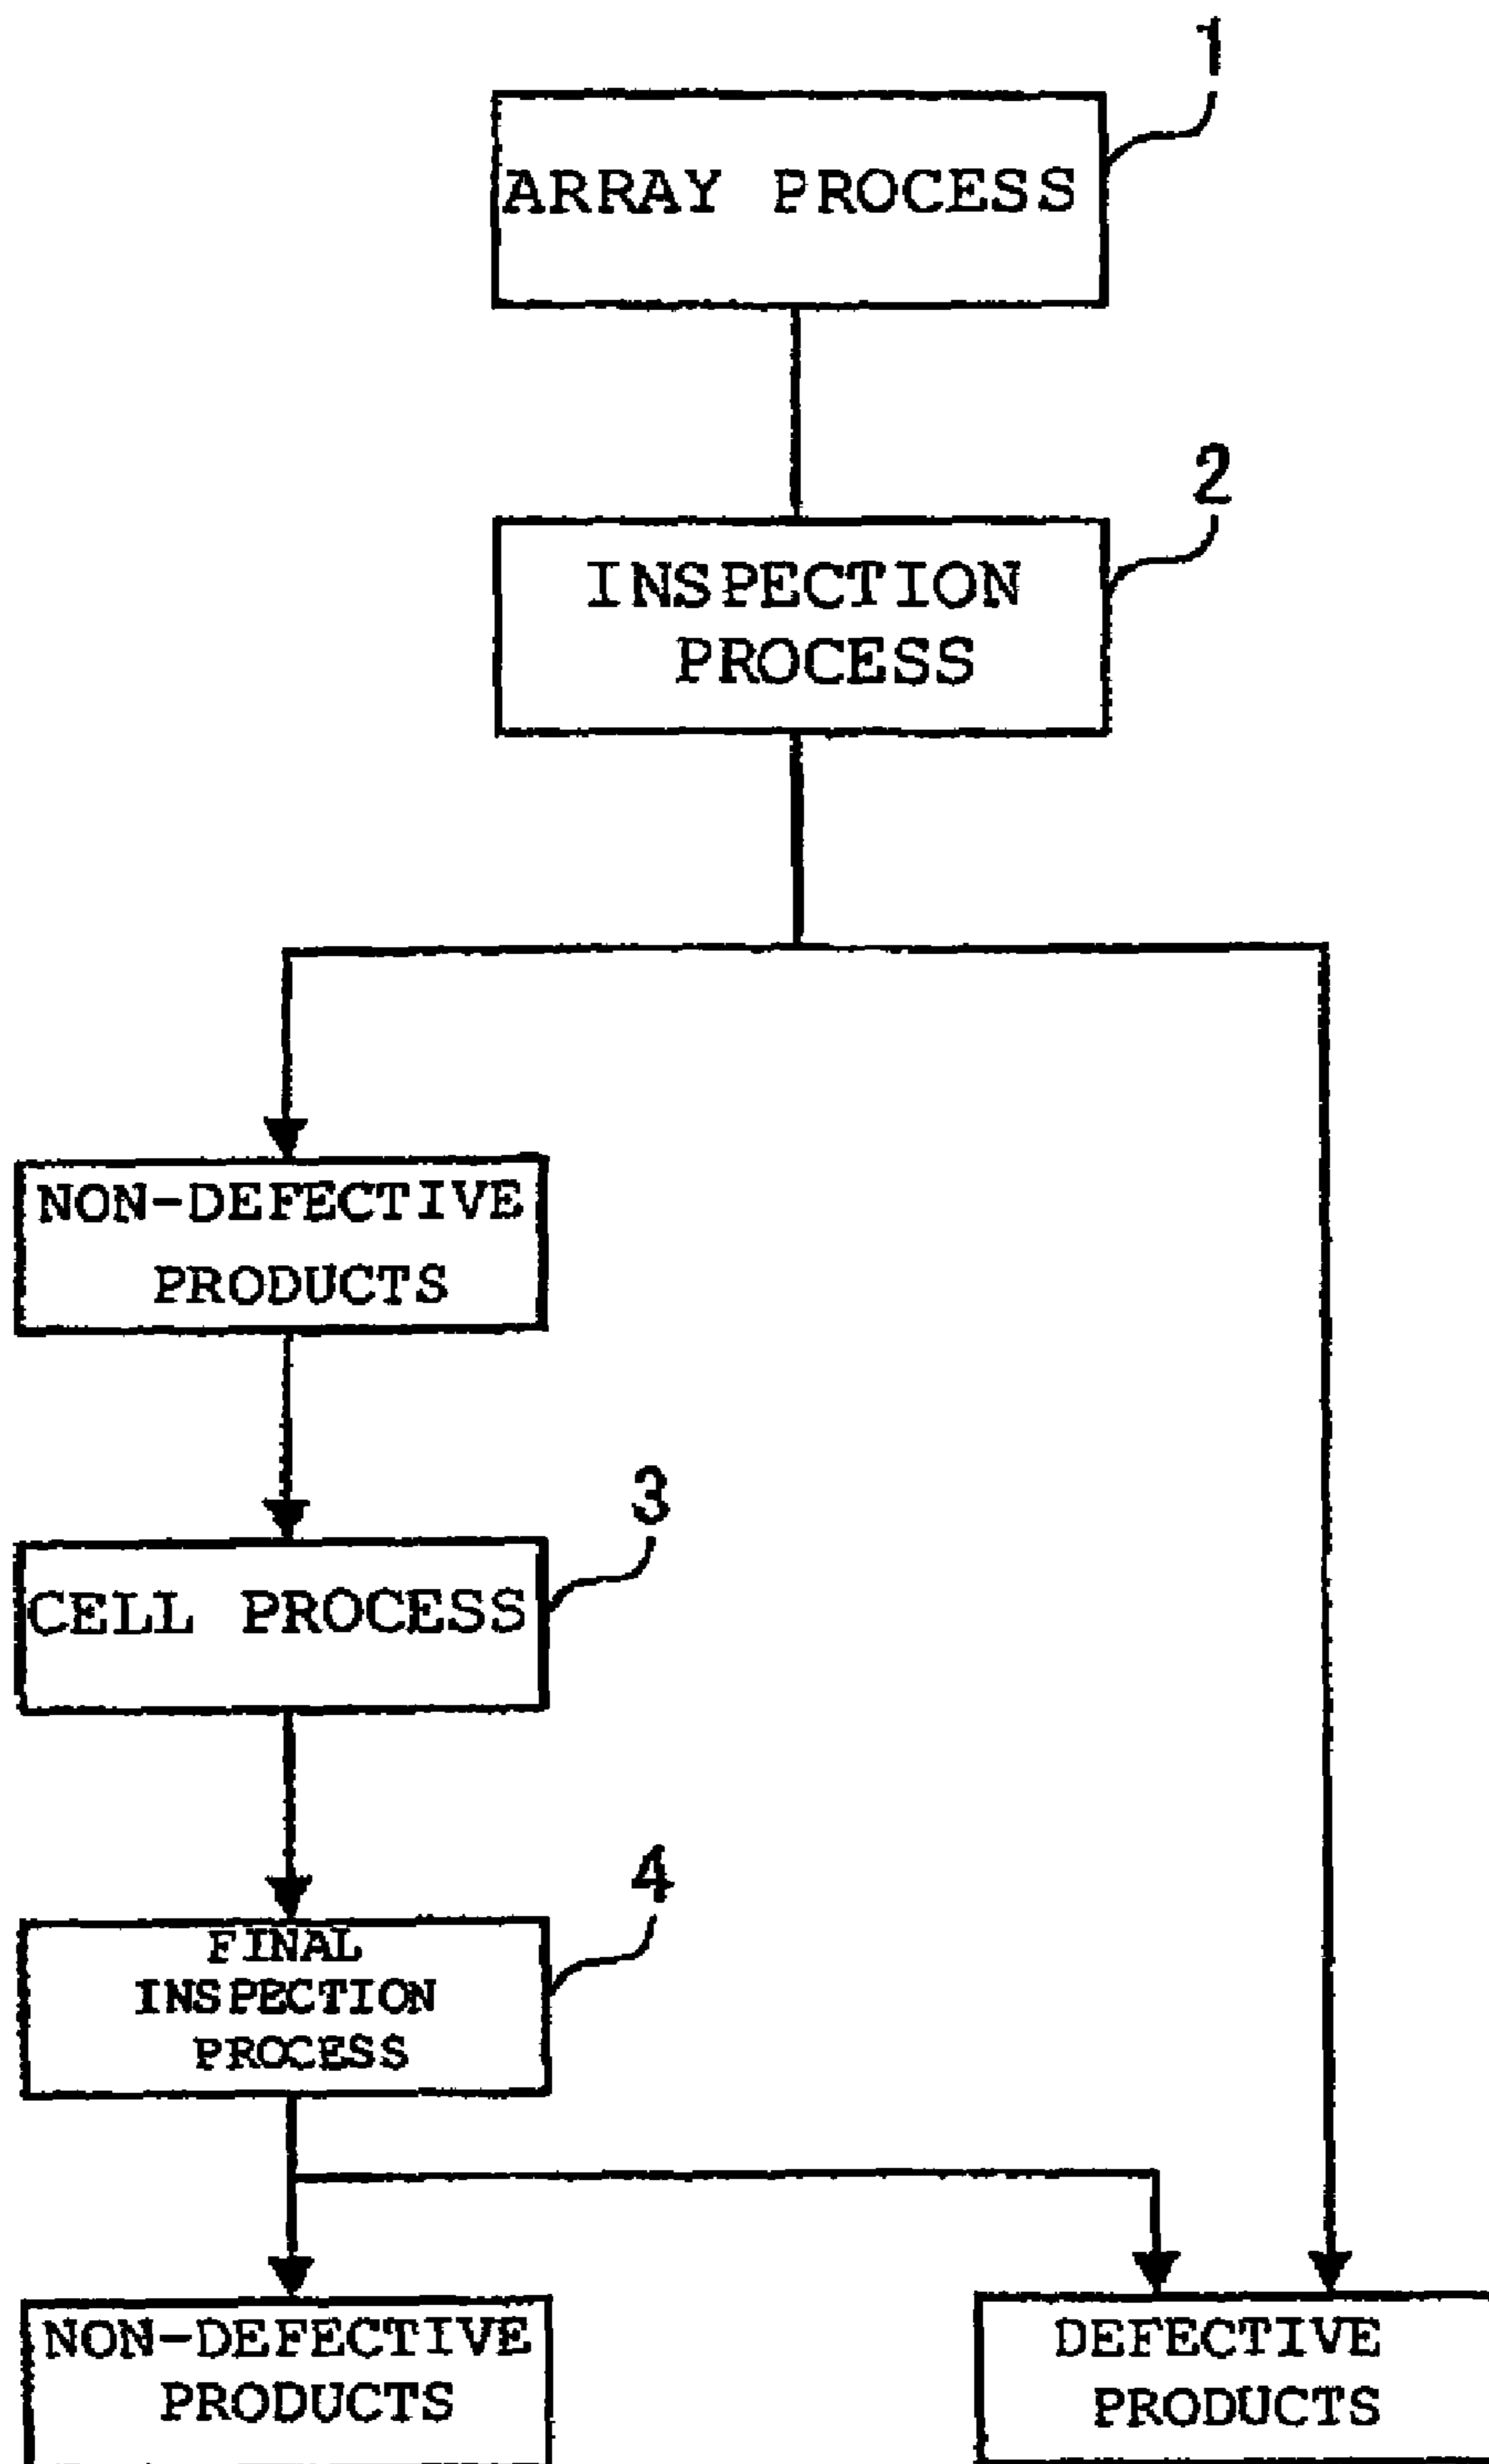 1
ARRAY PROCESS
2
INSPECTION
PROCESS
NON-DEFECTIVE
PRODUCTS
3
CELL PROCESS
4
FINAL
INSPECTION
PROCESS
NON-DEFECTIVE
PRODUCTS
DEFECTIVE
PRODUCTS